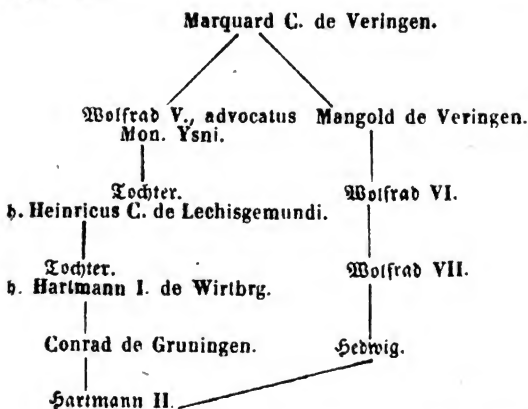 Marquard C. de Veringen.
Wolfrad V., advocatus
Mon. Ysni.
Mangold de Veringen.
Tochter.
h. Heinricus C. de Lechisgemundi.
Wolfrad VI.
Tochter.
h. Hartmann I. de Wirtbrg.
Wolfrad VII.
Conrad de Gruningen.
Hedwig.
Hartmann II.